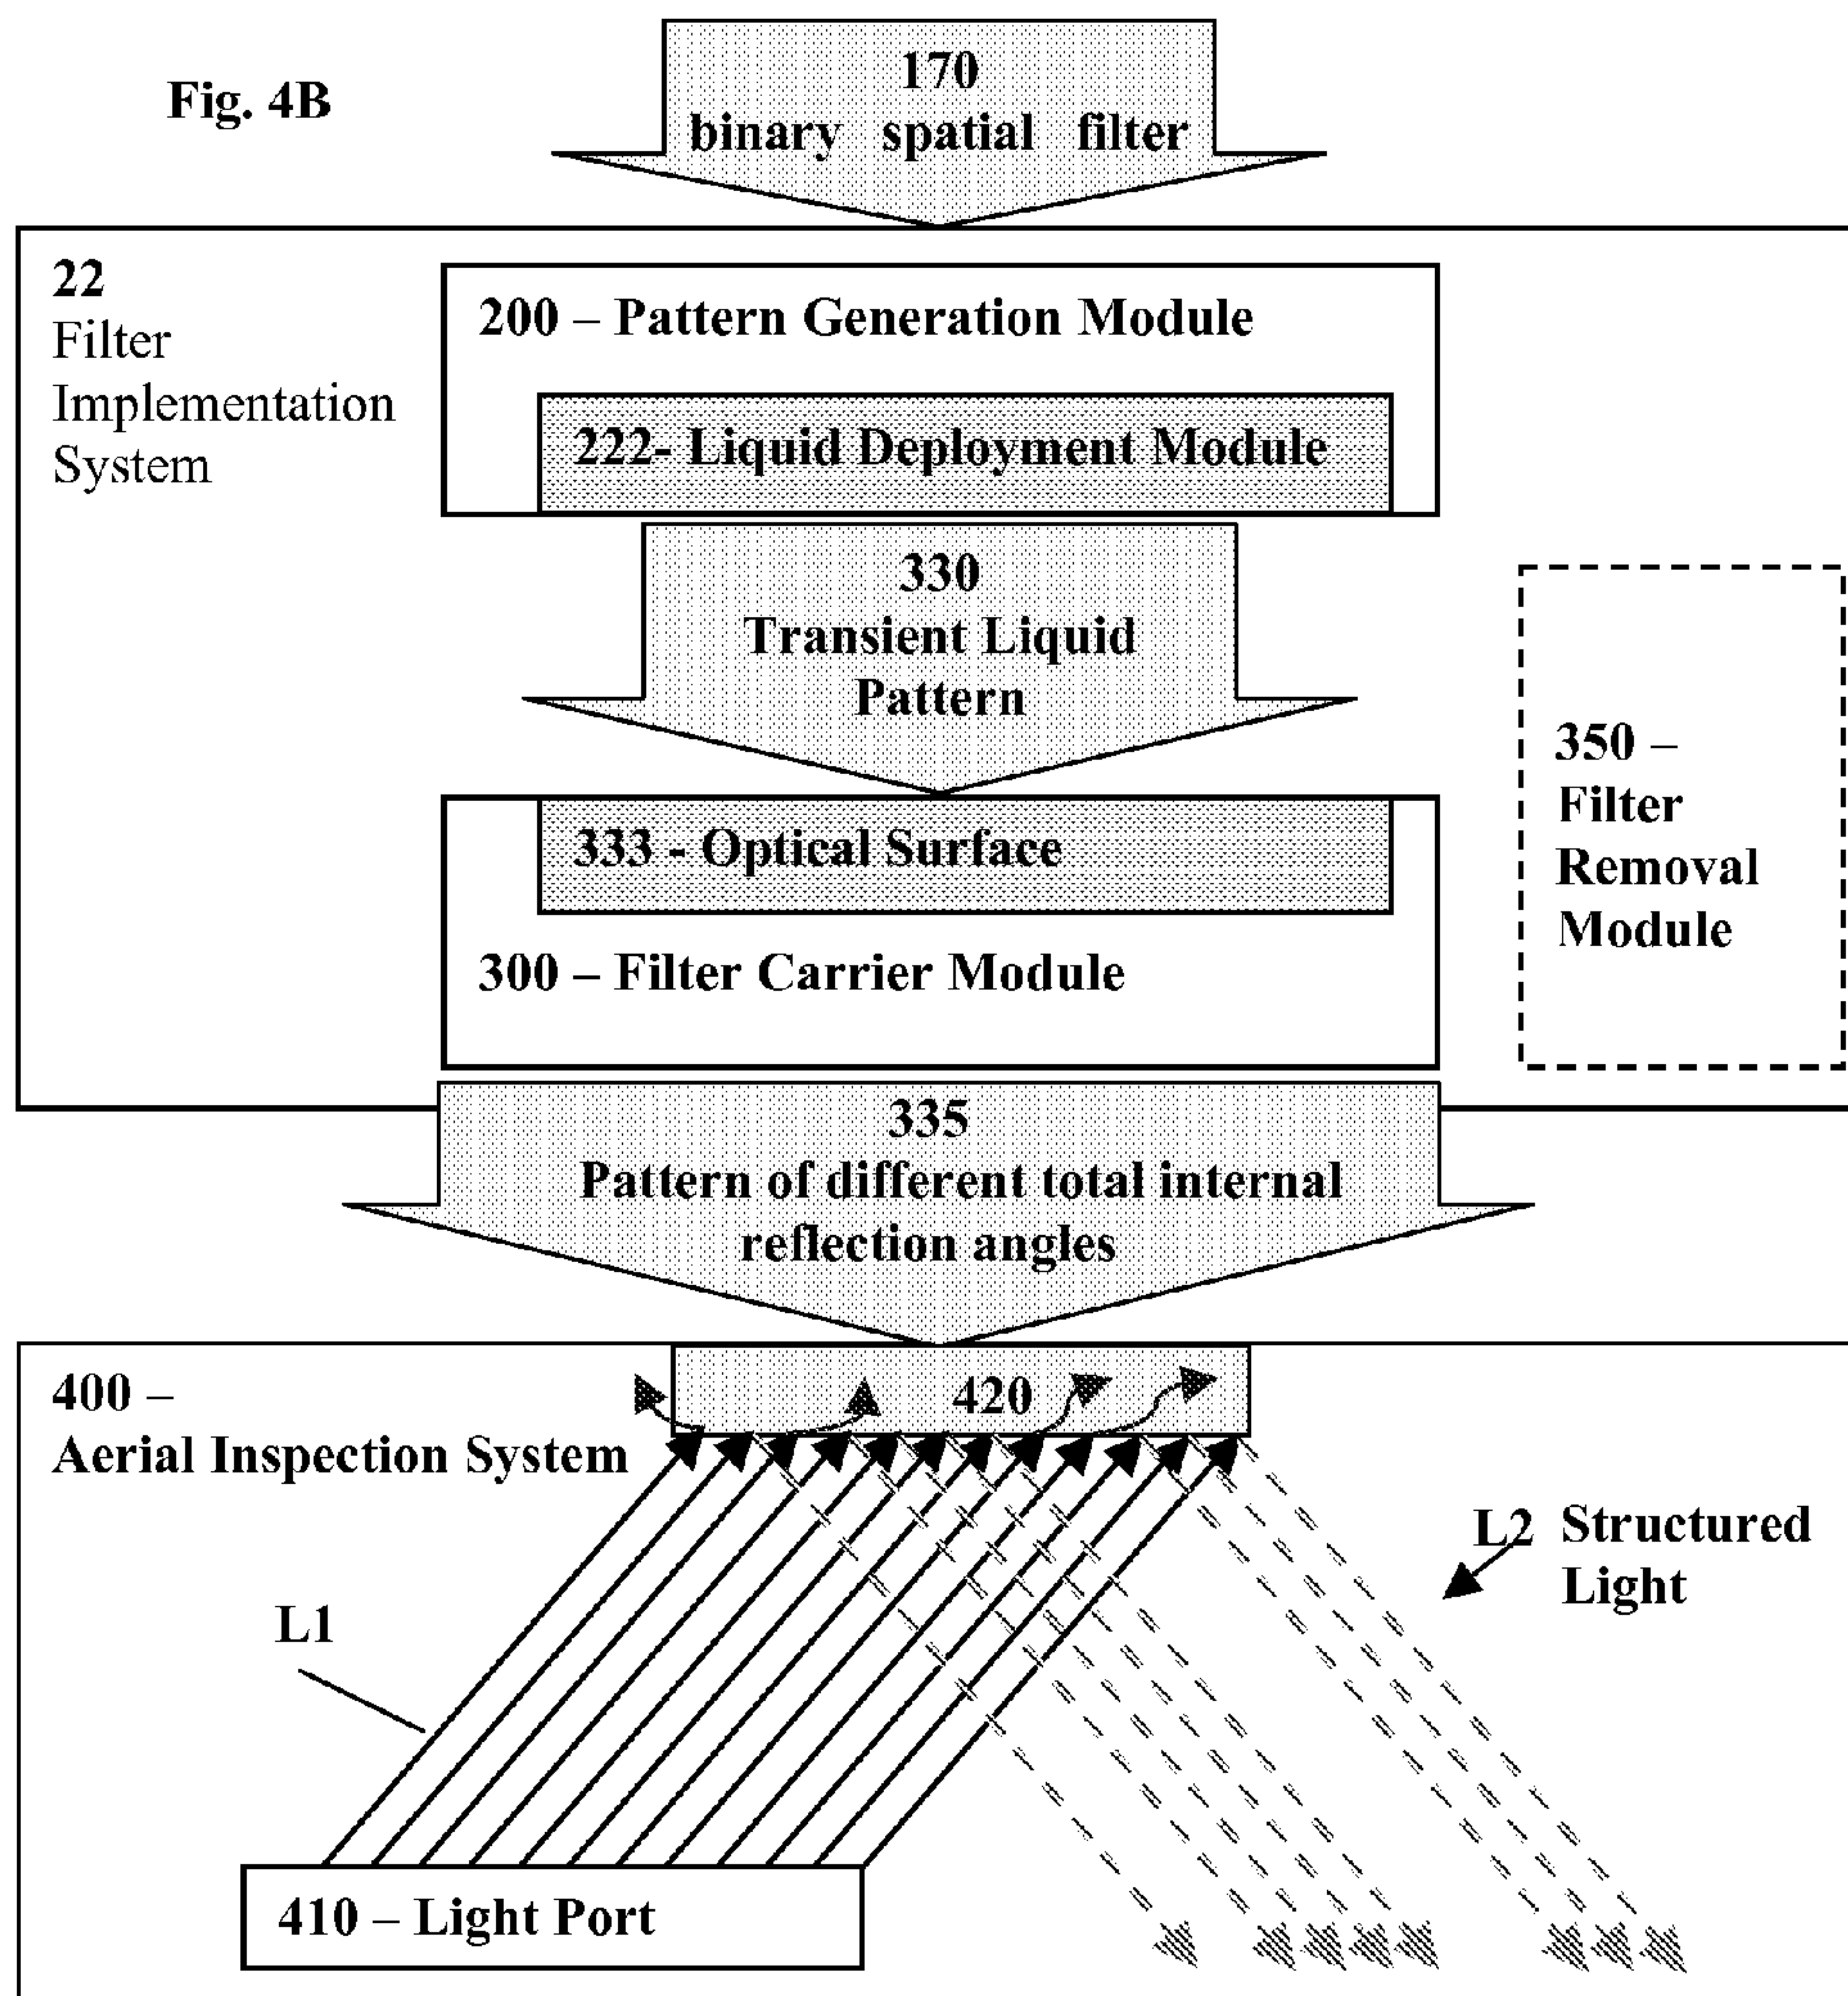 Fig. 4B
170
binary spatial filter
22
Filter
Implementation
System
200 – Pattern Generation Module
222- Liquid Deployment Module
330
Transient Liquid
Pattern
350 –
Filter
Removal
Module
333 - Optical Surface
300 – Filter Carrier Module
335
Pattern of different total internal
reflection angles
400 –
Aerial Inspection System
420
L2 Structured
Light
L1
410 – Light Port